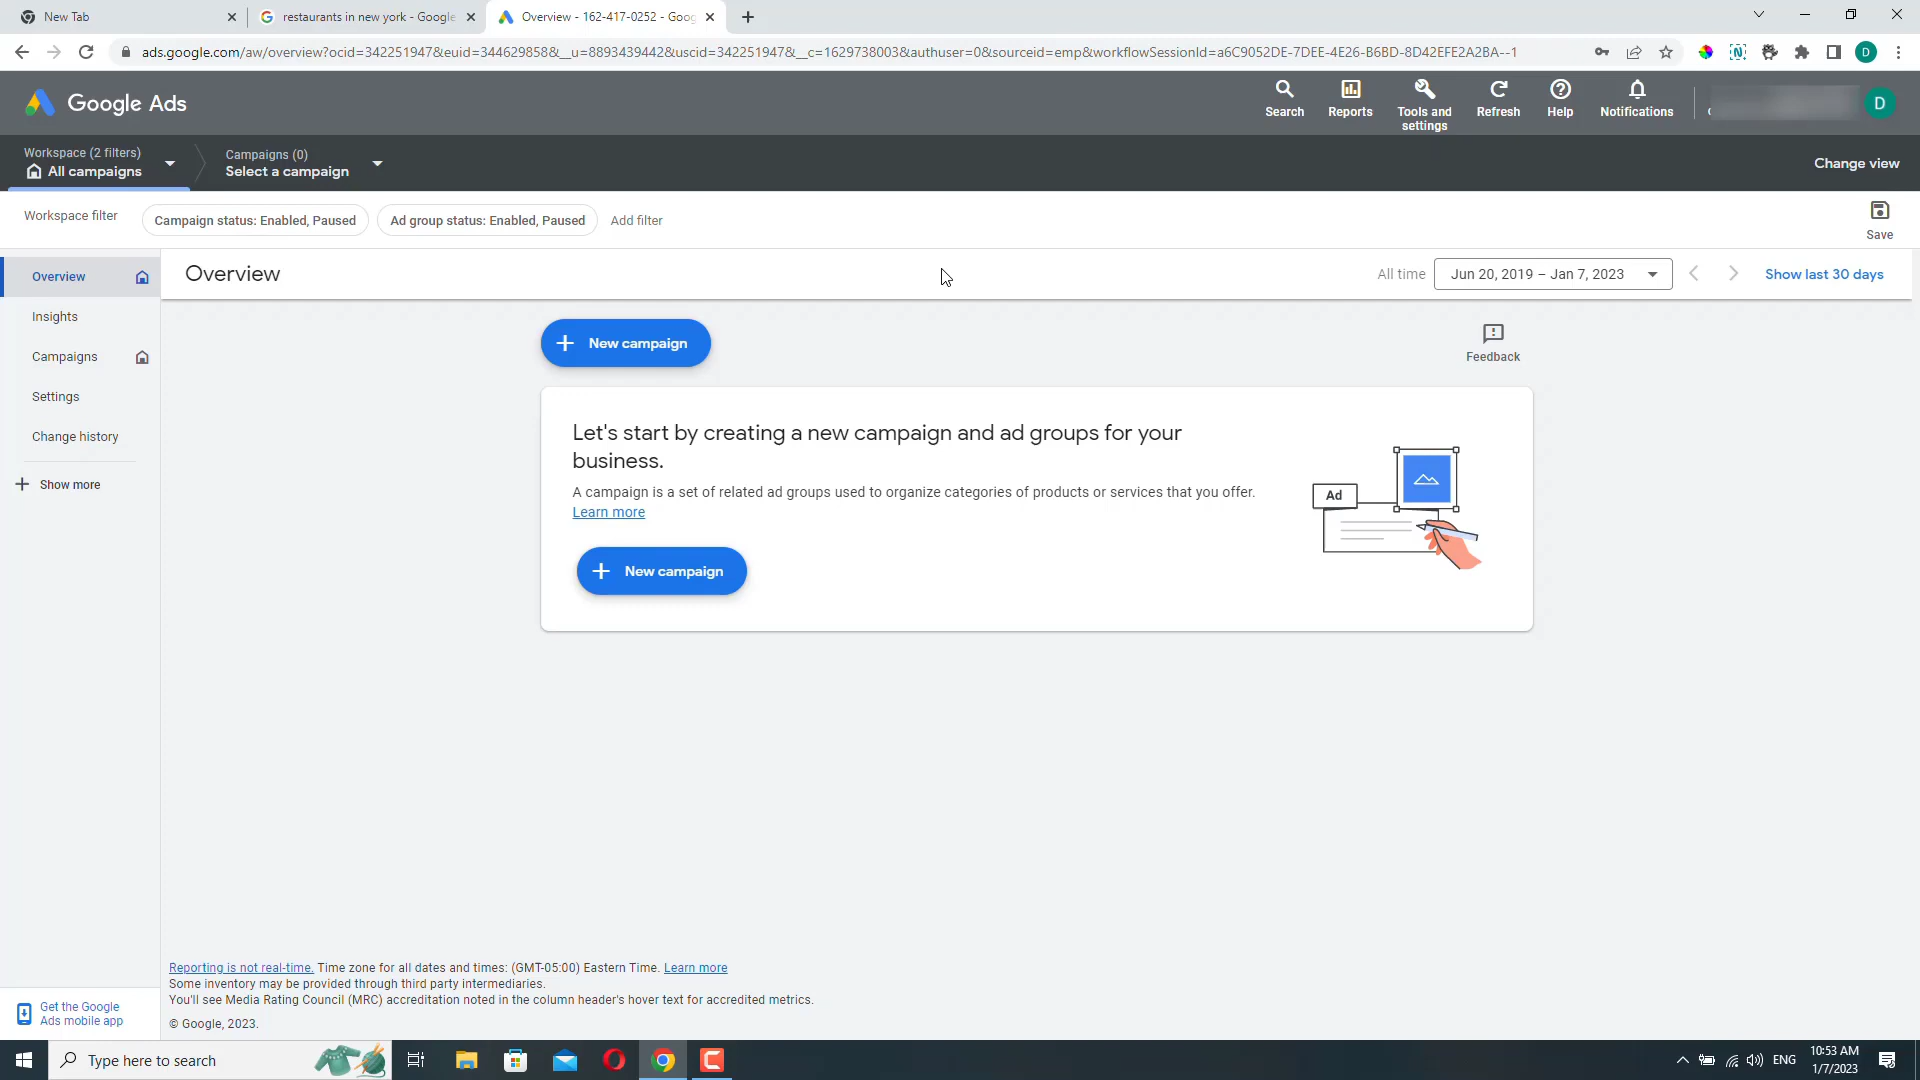 New Tab
restaurants in new york - Google
Overview - 162-417-0252 - Goog
ads.google.com/aw/overview?ocid=342251947&euid=344629858&__u=8893439442&uscid=342251947&__c=1629738003&authuser=0&sourceid=emp&workflowSessionId=a6C9052DE-7DEE-4E26-B6BD-8D42EFE2A2BA--1
D
Google Ads
Search
Reports
Tools and
settings
Refresh
Help
Notifications
D
Workspace (2 filters)
All campaigns
Campaigns (0)
Select a campaign
Change view
Workspace filter
Campaign status: Enabled, Paused
Ad group status: Enabled, Paused
Add filter
Save
Overview
Insights
Campaigns
Settings
Change history
Show more
Overview
All time
Jun 20, 2019 – Jan 7, 2023
Show last 30 days
New campaign
Feedback
Let's start by creating a new campaign and ad groups for your
business.
A campaign is a set of related ad groups used to organize categories of products or services that you offer.
Learn more
New campaign
Ad
Reporting is not real-time. Time zone for all dates and times: (GMT-05:00) Eastern Time. Learn more
Some inventory may be provided through third party intermediaries.
You'll see Media Rating Council (MRC) accreditation noted in the column header's hover text for accredited metrics.
© Google, 2023.
Get the Google
Ads mobile app
Type here to search
ENG
10:53 AM
1/7/2023